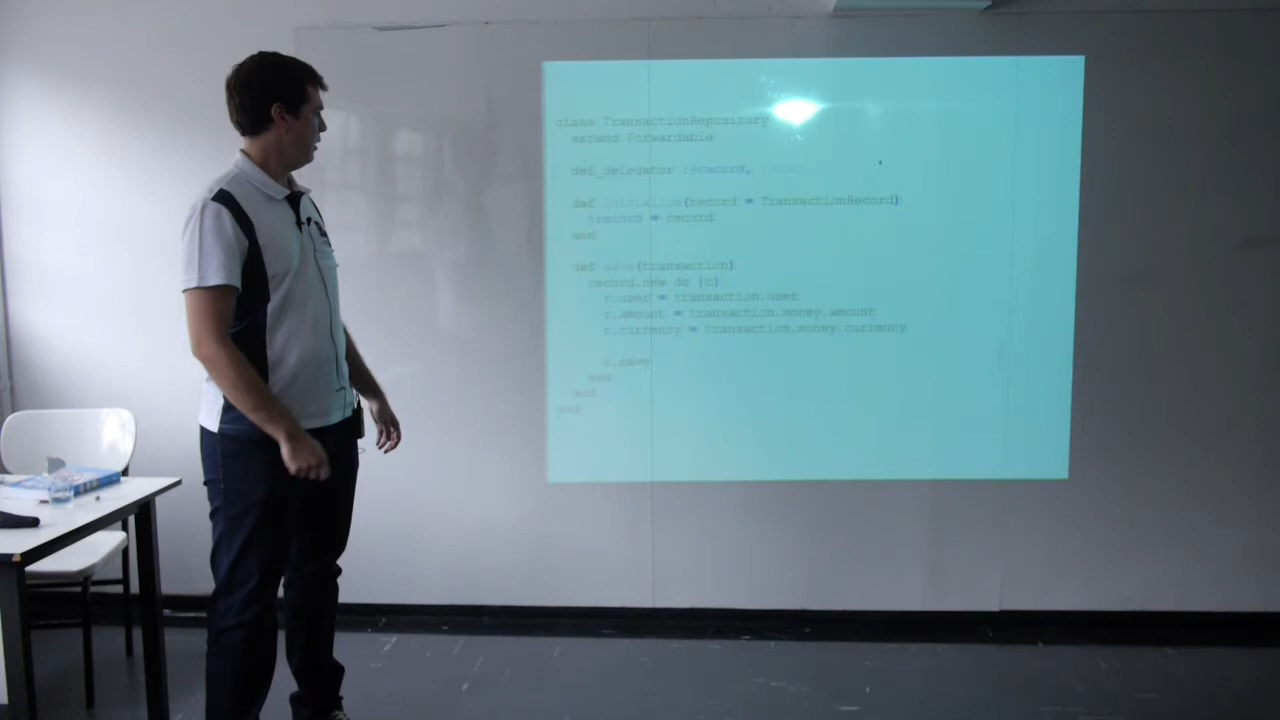 class TransactionRepository
extend Forwardable
def_delegator :@record,
def initialize(record = TransactionRecord)
@record = record
end
def save(transaction)
record.new do |r|
r.user = transaction.user
r.amount = transaction.money.amount
r.currency = transaction.money.currency
r.save
end
end
end